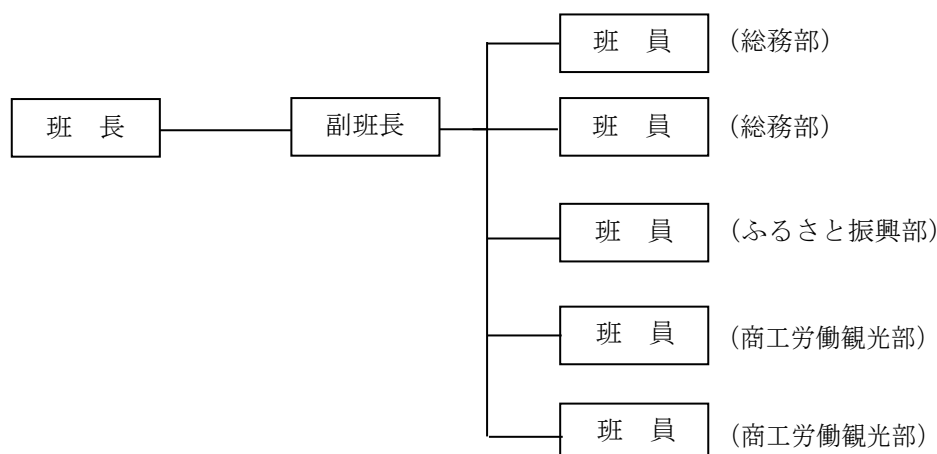 班　員　（総務部）
班　長　副班長　班　員　（総務部）
班　員　（ふるさと振興部）
班　員　（商工労働観光部）
班　員　（商工労働観光部）